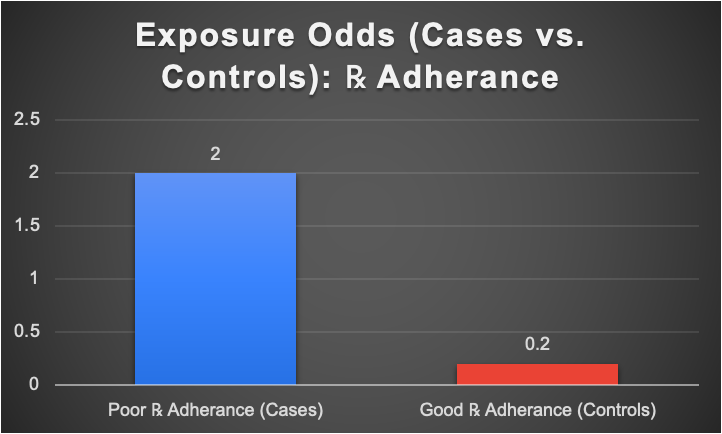 Exposure Odds (Cases vs.
Controls): ℞ Adherance
2.5
2
1.5
1
0.5
0
2
0.2
Poor ℞ Adherance (Cases)
Good ℞ Adherance (Controls)